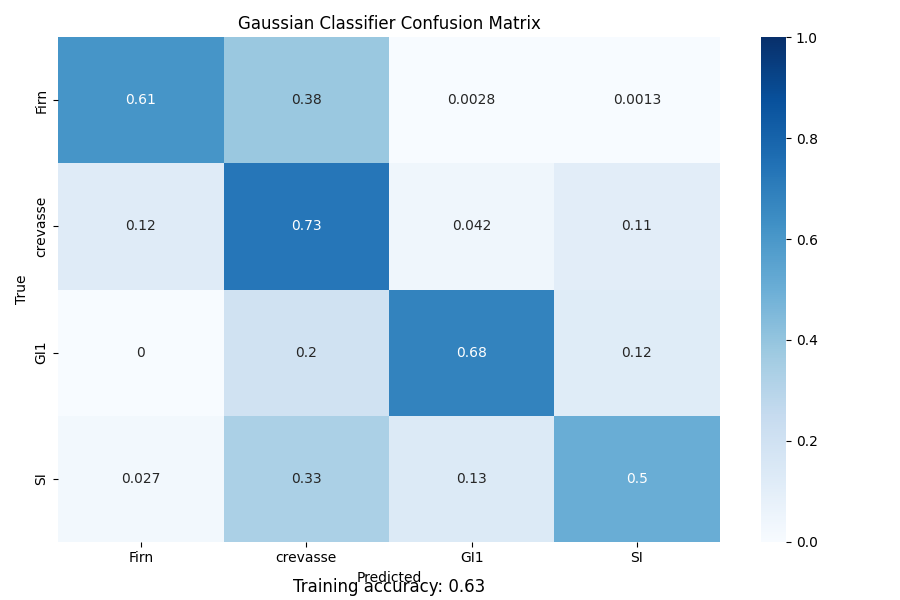 Gaussian Classifier Confusion Matrix
1.0
Firn 0.61 0.38 0.0028 0.0013
0.8
crevasse 0.12 0.73 0.042 0.11
0.6
True
GI1 0 0.2 0.68 0.12
0.4
0.2
SI 0.027 0.33 0.13 0.5
0.0
Firn crevasse GI1 SI
Predicted
Training accuracy: 0.63